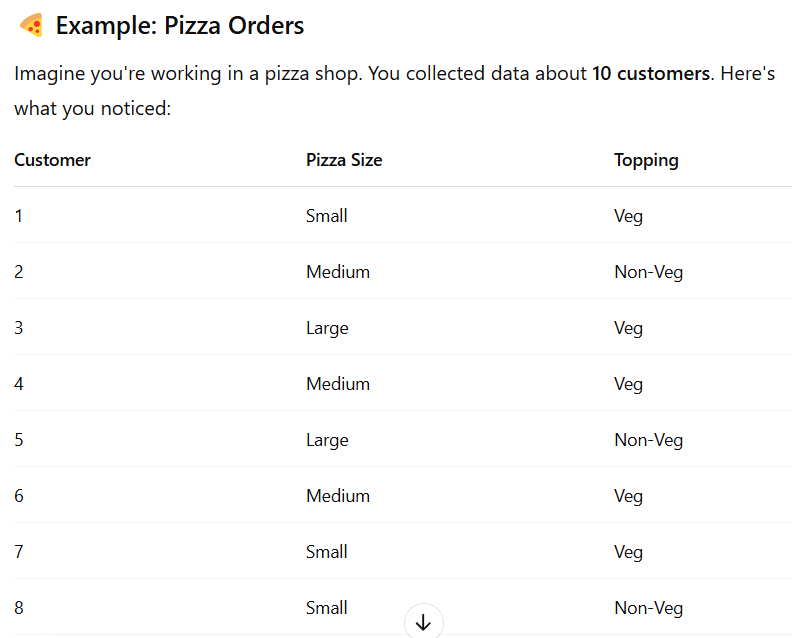 🍕 Example: Pizza Orders
Imagine you're working in a pizza shop. You collected data about 10 customers. Here's
what you noticed:
Customer Pizza Size Topping
1 Small Veg
2 Medium Non-Veg
3 Large Veg
4 Medium Veg
5 Large Non-Veg
6 Medium Veg
7 Small Veg
8 Small Non-Veg